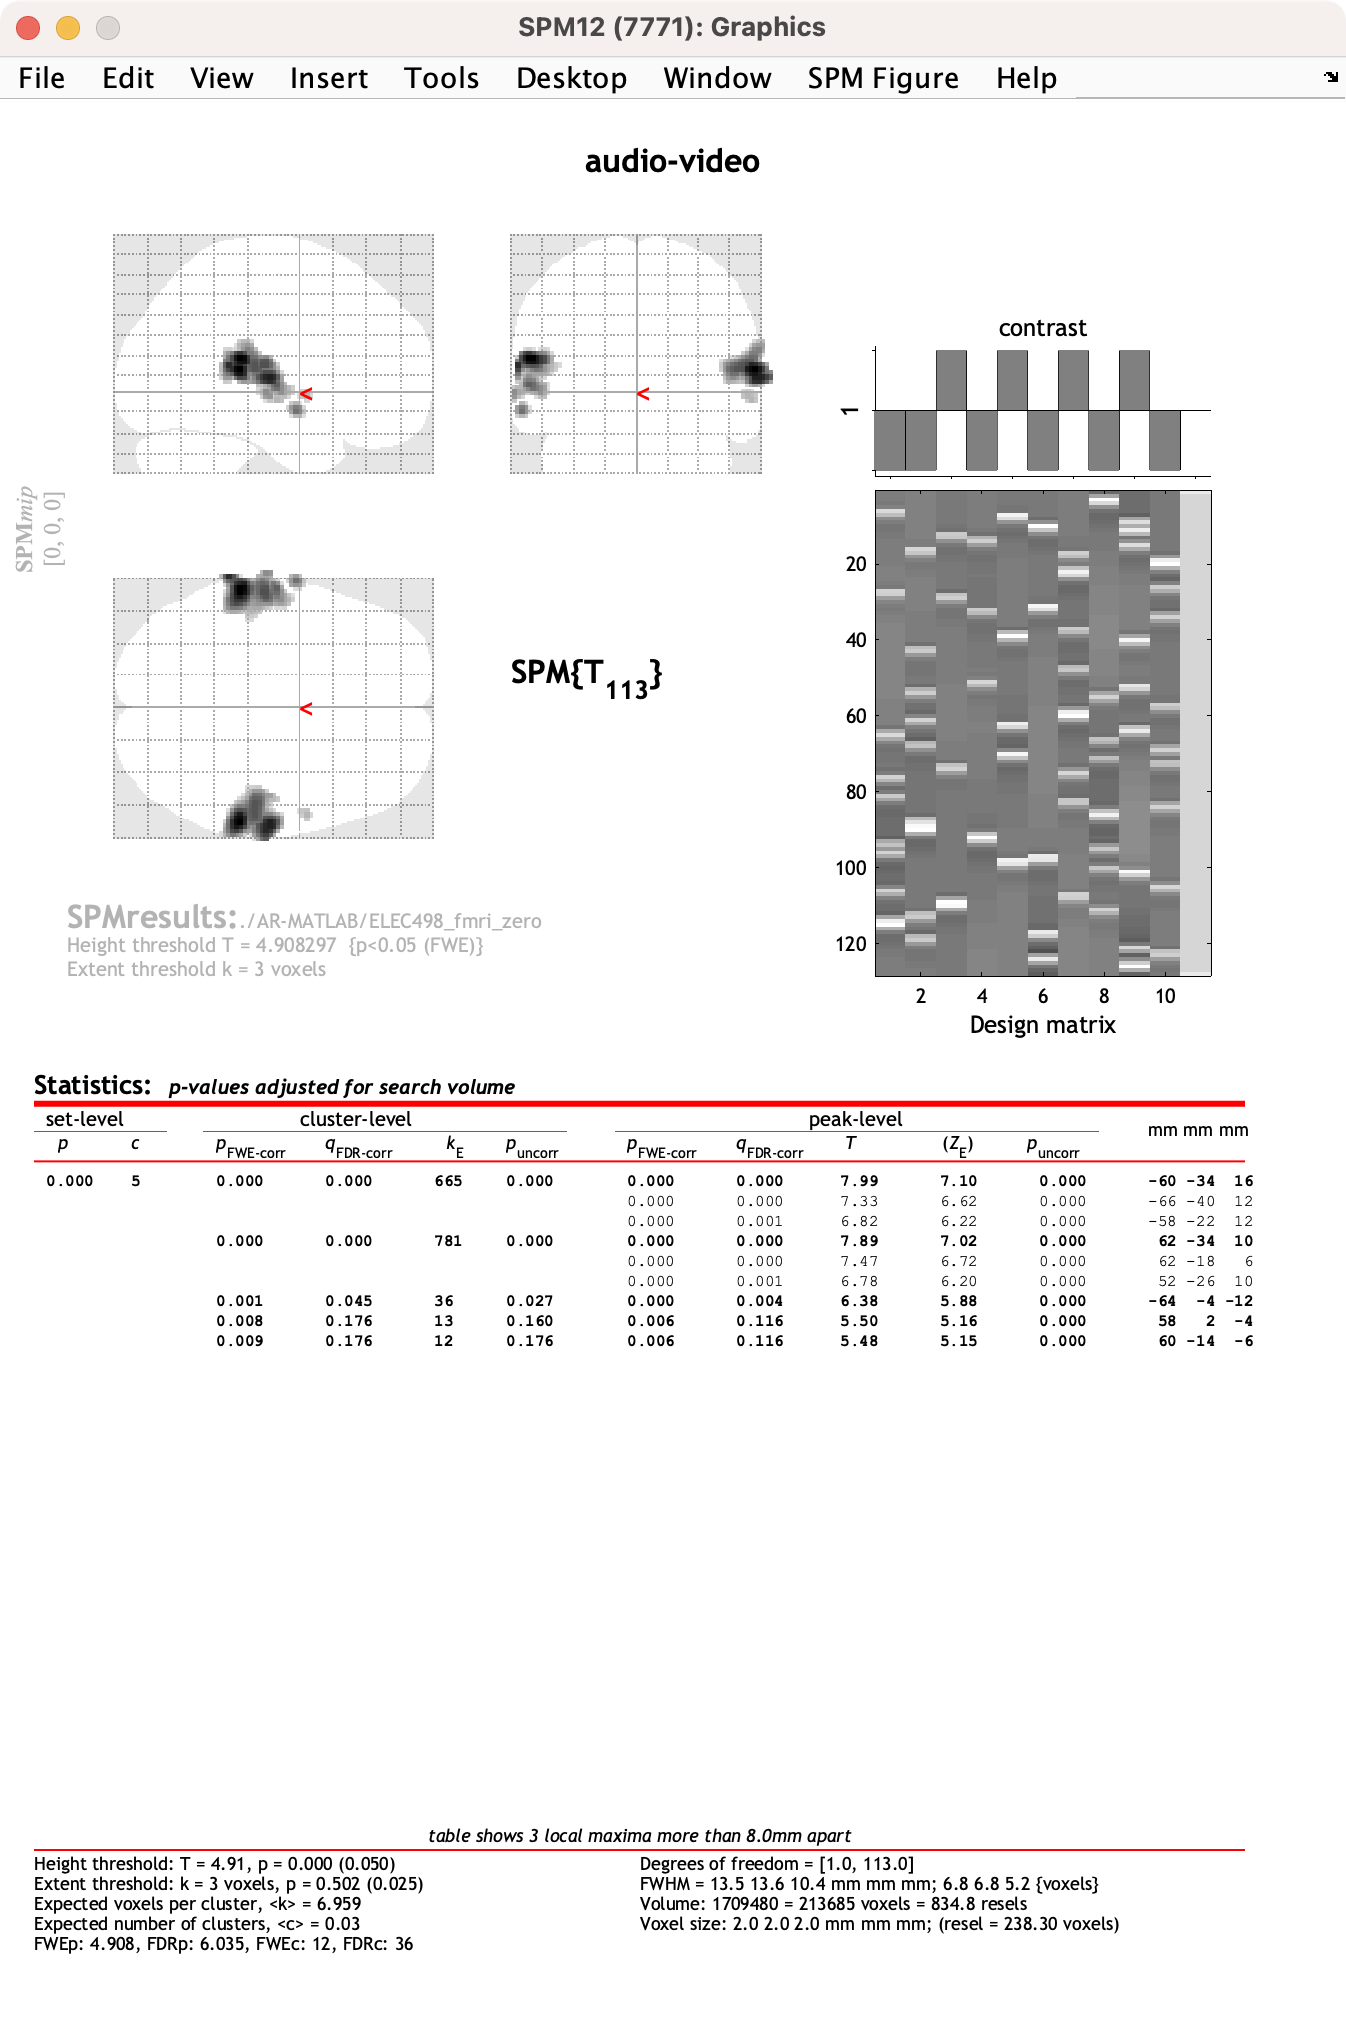 SPM12 (7771): Graphics
File Edit View Insert Tools Desktop Window SPM Figure Help
audio-video
SPMmip
[0, 0, 0]
<
<
<
SPM{T113}
contrast
1
20
40
60
80
100
120
2 4 6 8 10
Design matrix
SPMresults: ./AR-MATLAB/ELEC498_fmri_zero
Height threshold T = 4.908297 {p<0.05 (FWE)}
Extent threshold k = 3 voxels
Statistics: p-values adjusted for search volume
set-level cluster-level peak-level mm mm mm
p c pFWE-corr qFDR-corr kE puncorr pFWE-corr qFDR-corr T (ZE) puncorr
0.000 5 0.000 0.000 665 0.000 0.000 0.000 7.99 7.10 0.000 -60 -34 16
0.000 0.000 7.33 6.62 0.000 -66 -40 12
0.000 0.001 6.82 6.22 0.000 -58 -22 12
0.000 0.000 781 0.000 0.000 0.000 7.89 7.02 0.000 62 -34 10
0.000 0.000 7.47 6.72 0.000 62 -18 6
0.000 0.001 6.78 6.20 0.000 52 -26 10
0.001 0.045 36 0.027 0.000 0.004 6.38 5.88 0.000 -64 -4 -12
0.008 0.176 13 0.160 0.006 0.116 5.50 5.16 0.000 58 2 -4
0.009 0.176 12 0.176 0.006 0.116 5.48 5.15 0.000 60 -14 -6
table shows 3 local maxima more than 8.0mm apart
Height threshold: T = 4.91, p = 0.000 (0.050)
Extent threshold: k = 3 voxels, p = 0.502 (0.025)
Expected voxels per cluster, <k> = 6.959
Expected number of clusters, <c> = 0.03
FWEp: 4.908, FDRp: 6.035, FWEc: 12, FDRc: 36
Degrees of freedom = [1.0, 113.0]
FWHM = 13.5 13.6 10.4 mm mm mm; 6.8 6.8 5.2 {voxels}
Volume: 1709480 = 213685 voxels = 834.8 resels
Voxel size: 2.0 2.0 2.0 mm mm mm; (resel = 238.30 voxels)